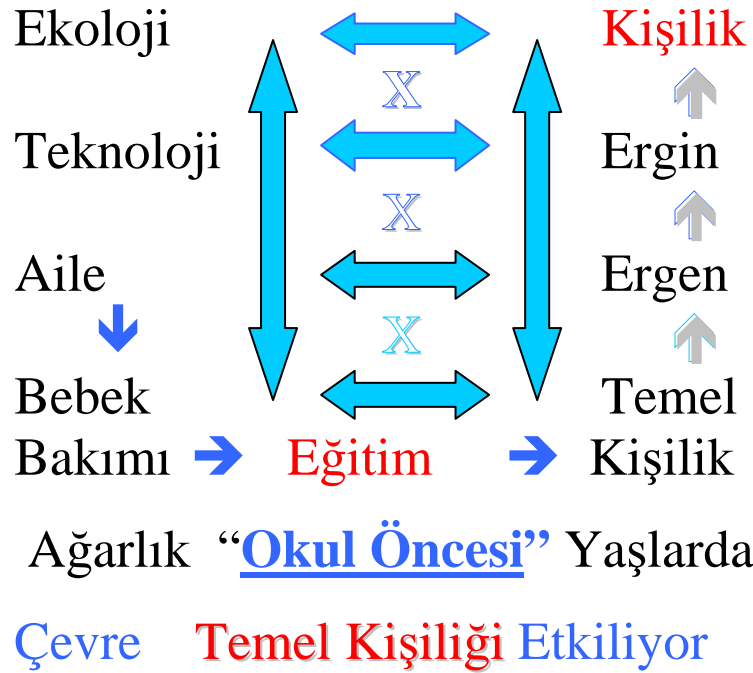 Ekoloji Kişilik
X
Teknoloji Ergin
X
Aile Ergen
X
Bebek Temel
Bakımı Eğitim Kişilik
Ağarlık “Okul Öncesi” Yaşlarda
Çevre Temel Kişiliği Etkiliyor